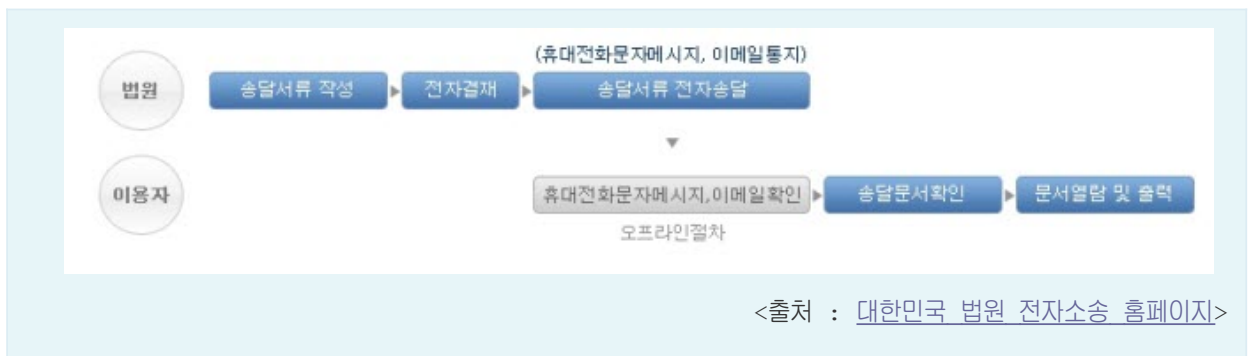 (휴대전화문자메시지, 이메일통지)
법원 송달서류 작성 전자결재 송달서류 전자송달
이용자 휴대전화문자메시지,이메일확인 송달문서확인 문서열람 및 출력
오프라인절차
<출처 : 대한민국 법원 전자소송 홈페이지>